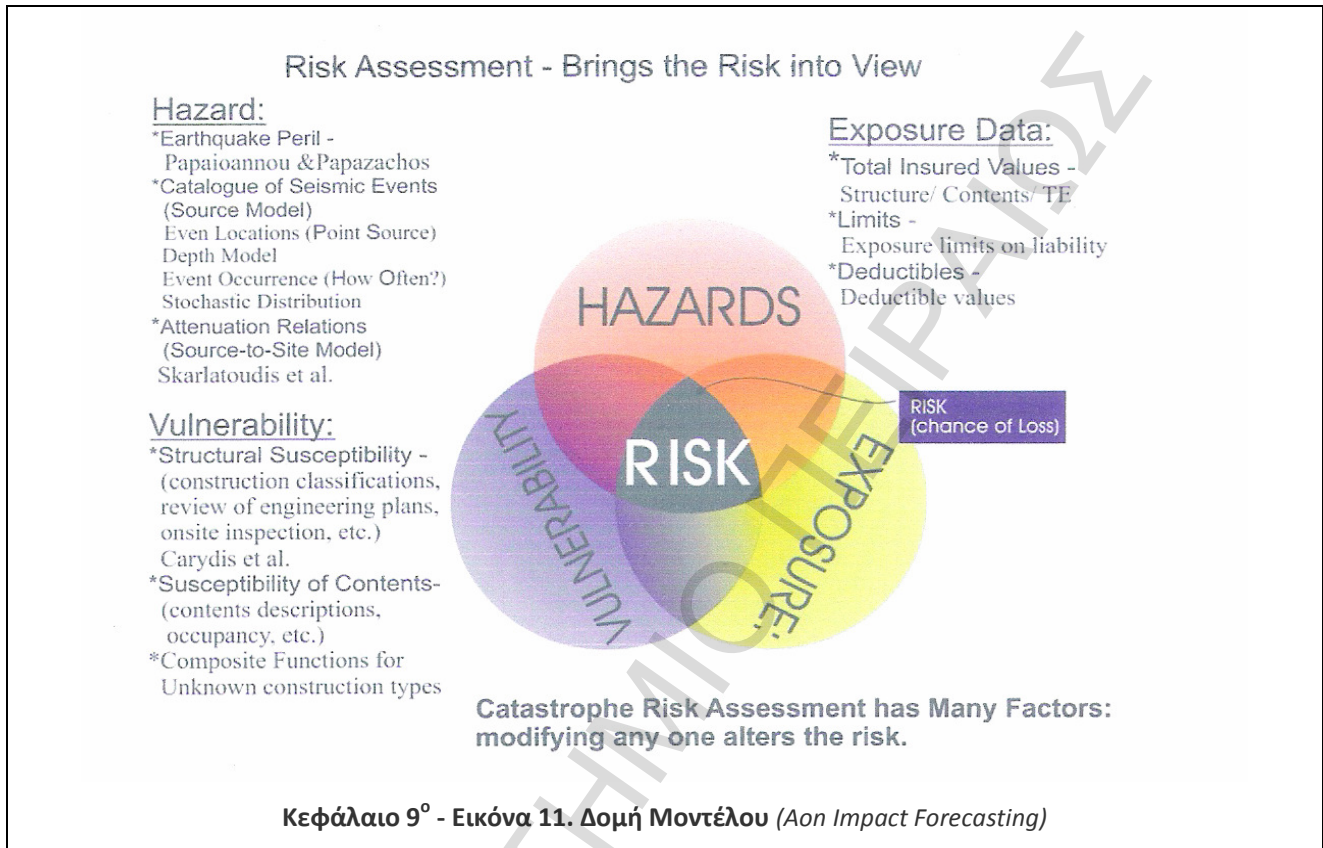 Risk Assessment - Brings the Risk into View
Hazard:
*Earthquake Peril -
Papaioannou &Papazachos
*Catalogue of Seismic Events
(Source Model)
Even Locations (Point Source)
Depth Model
Event Occurrence (How Often?)
Stochastic Distribution
*Attenuation Relations
(Source-to-Site Model)
Skarlatoudis et al.
Vulnerability:
*Structural Susceptibility -
(construction classifications,
review of engineering plans,
onsite inspection, etc.)
Carydis et al.
*Susceptibility of Contents-
(contents descriptions,
occupancy, etc.)
*Composite Functions for
Unknown construction types
Exposure Data:
*Total Insured Values -
Structure/ Contents/ TE
*Limits -
Exposure limits on liability
*Deductibles -
Deductible values
HAZARDS
VULNERABILITY
RISK
EXPOSURE:
RISK
(chance of Loss)
Catastrophe Risk Assessment has Many Factors:
modifying any one alters the risk.
Κεφάλαιο 9ο - Εικόνα 11. Δομή Μοντέλου (Aon Impact Forecasting)
ΤΗΜΙΟ ΠΕΙΡΑΙΩΣ